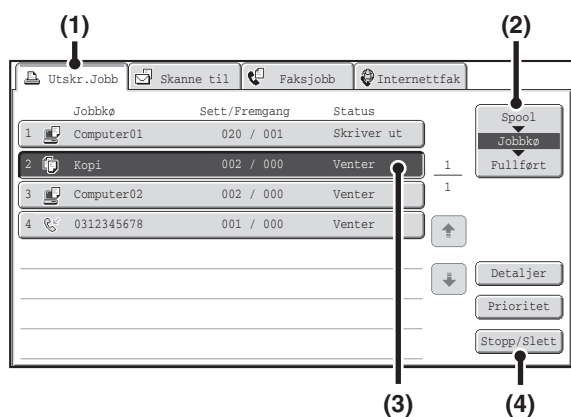 (1) (2)
Utskr.Jobb Skanne til Faksjobb Internettfak
Jobbkø Sett/Fremgang Status
1 Computer01 020 / 001 Skriver ut
2 Kopi 002 / 000 Venter
3 Computer02 002 / 000 Venter
4 0312345678 001 / 000 Venter
1
1
Spool
Jobbkø
Fullført
Detaljer
Prioritet
Stopp/Slett
(3) (4)